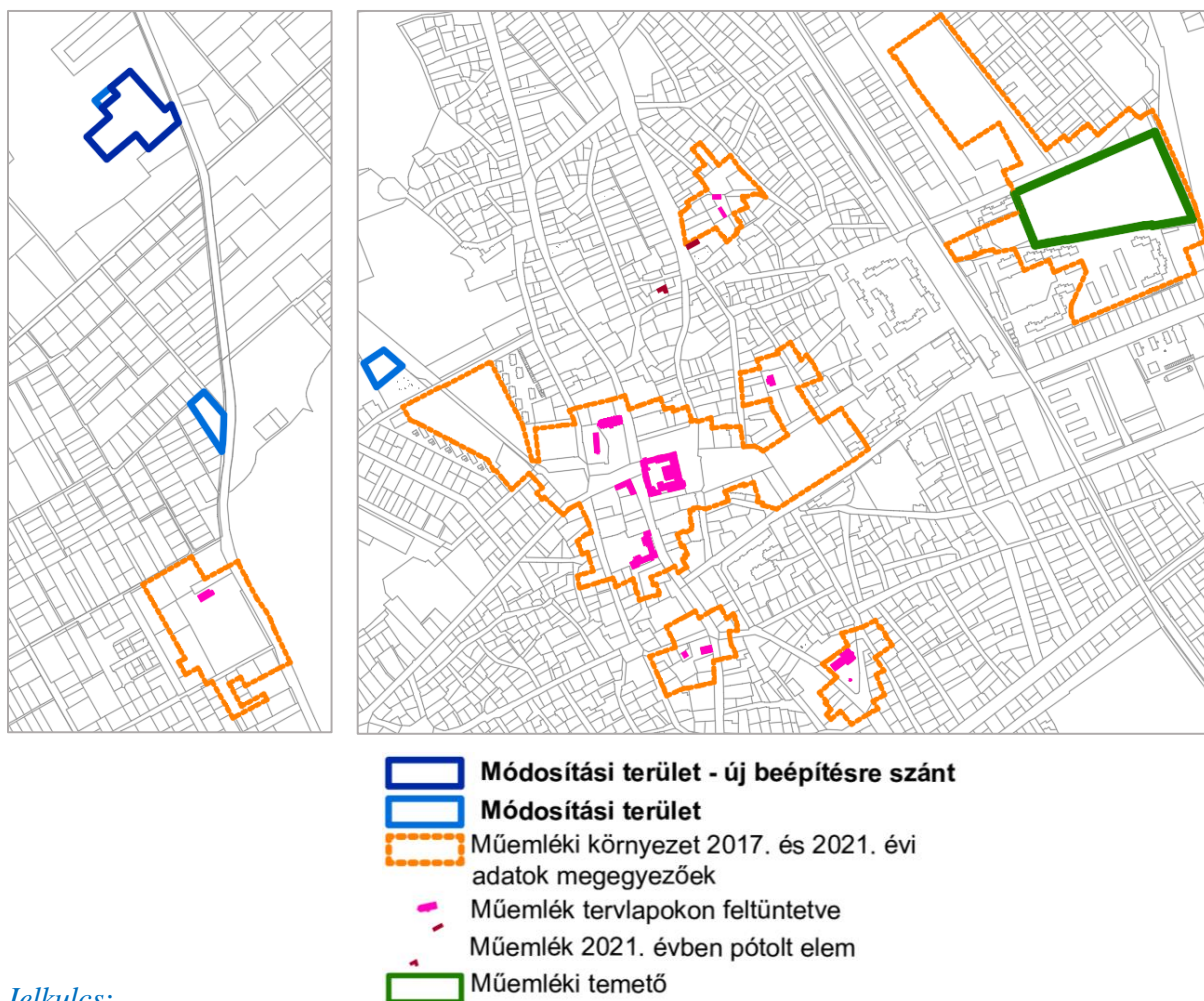 Módosítási terület - új beépítésre szánt
Módosítási terület
Műemléki környezet 2017. és 2021. évi
adatok megegyezőek
Műemlék tervlapokon feltüntetve
Műemlék 2021. évben pótolt elem
Műemléki temető
Jelkulcs: